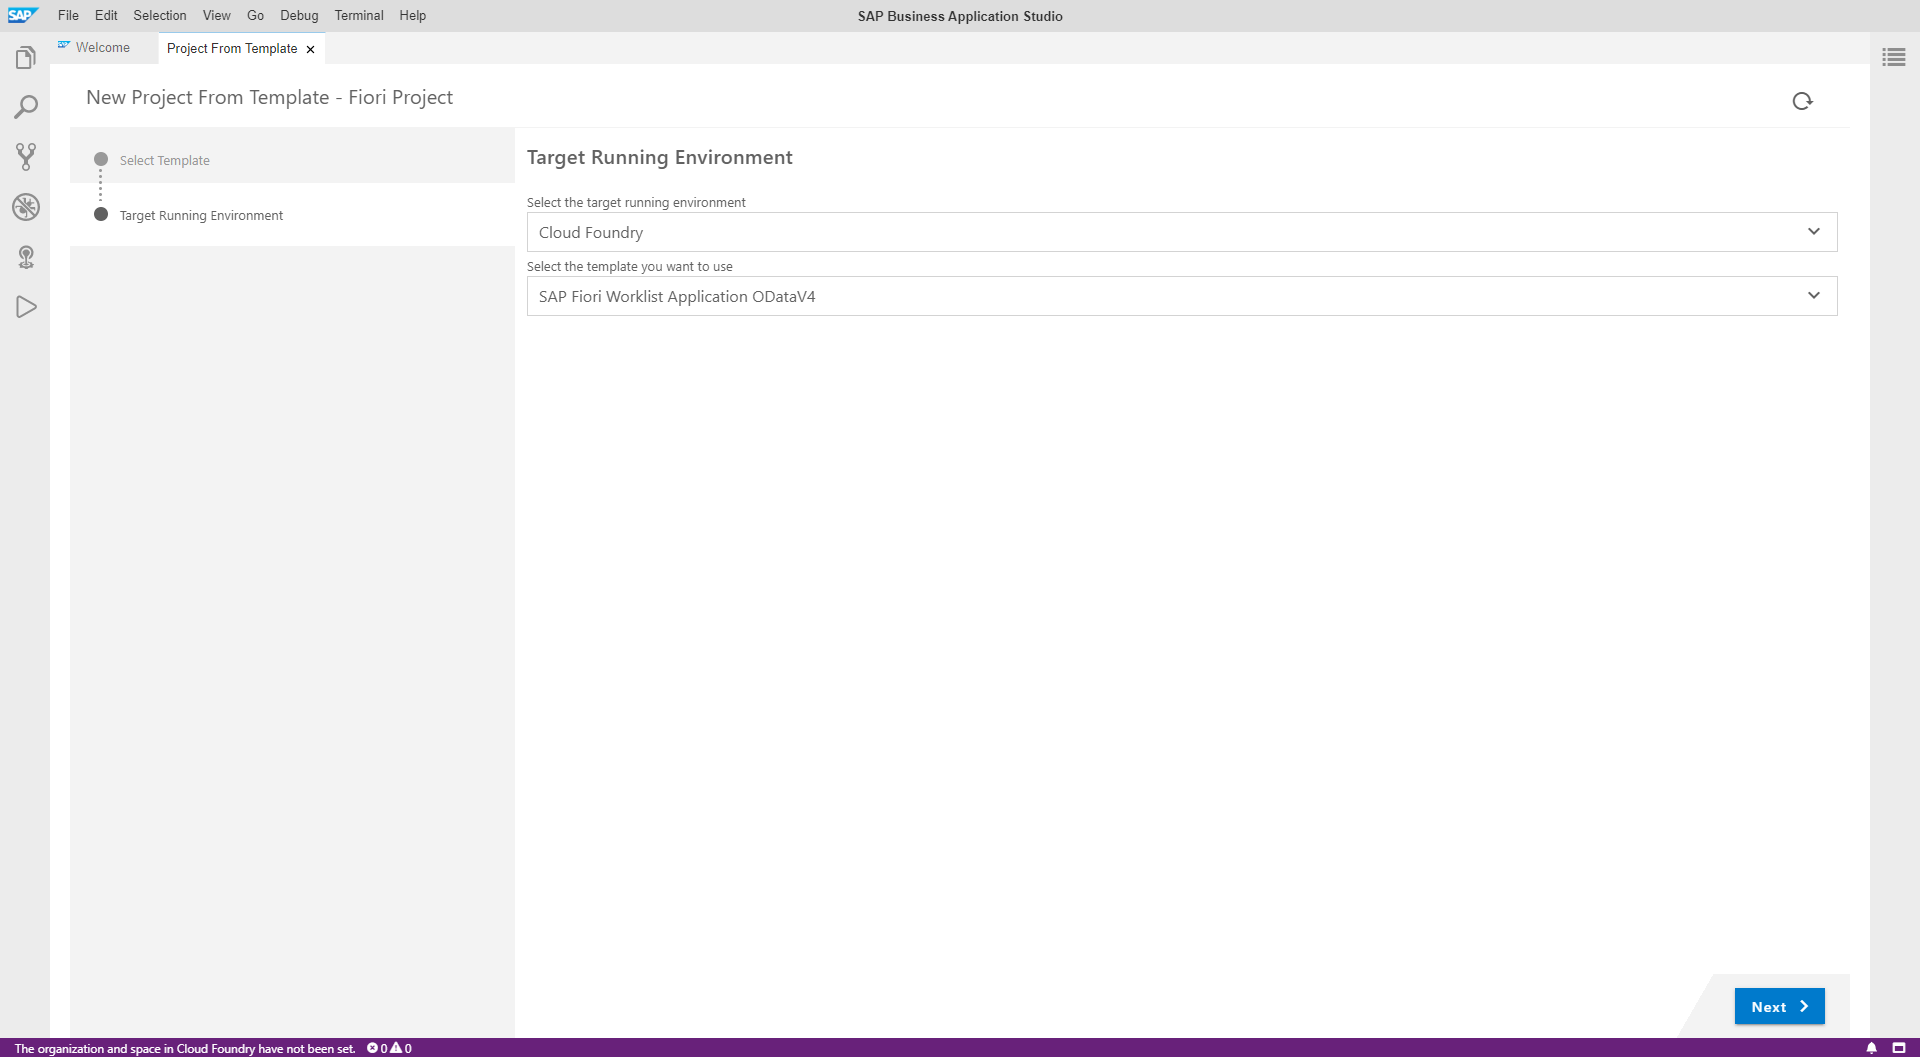 SAP File Edit Selection View Go Debug Terminal Help SAP Business Application Studio
SAP Welcome Project From Template ×
New Project From Template - Fiori Project
Select Template
Target Running Environment
Target Running Environment
Select the target running environment
Cloud Foundry
Select the template you want to use
SAP Fiori Worklist Application ODataV4
Next
The organization and space in Cloud Foundry have not been set. 0 0